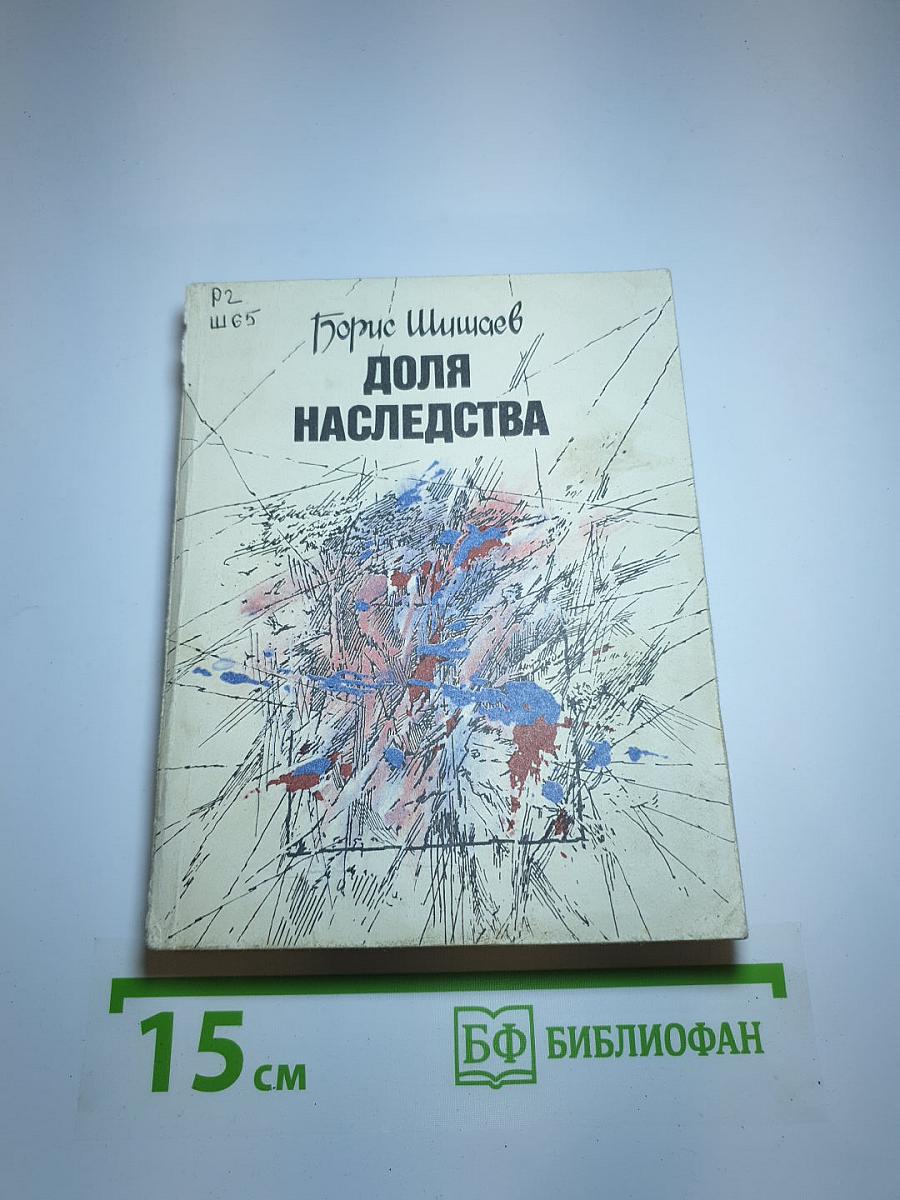 Р2
Ш65
Борис Шишаев
ДОЛЯ
НАСЛЕДСТВА
15 см
БФ БИБЛИОФАН